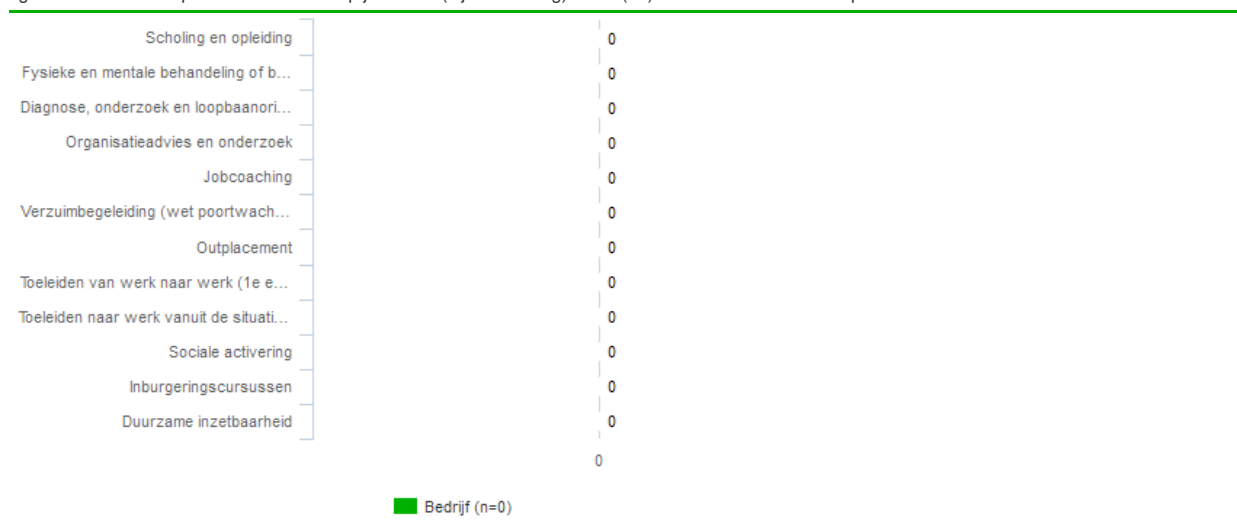 Scholing en opleiding 0
Fysieke en mentale behandeling of b... 0
Diagnose, onderzoek en loopbaanori... 0
Organisatieadvies en onderzoek 0
Jobcoaching 0
Verzuimbegeleiding (wet poortwach... 0
Outplacement 0
Toeleiden van werk naar werk (1e e... 0
Toeleiden naar werk vanuit de situati... 0
Sociale activering 0
Inburgeringscursussen 0
Duurzame inzetbaarheid 0
0
Bedrijf (n=0)